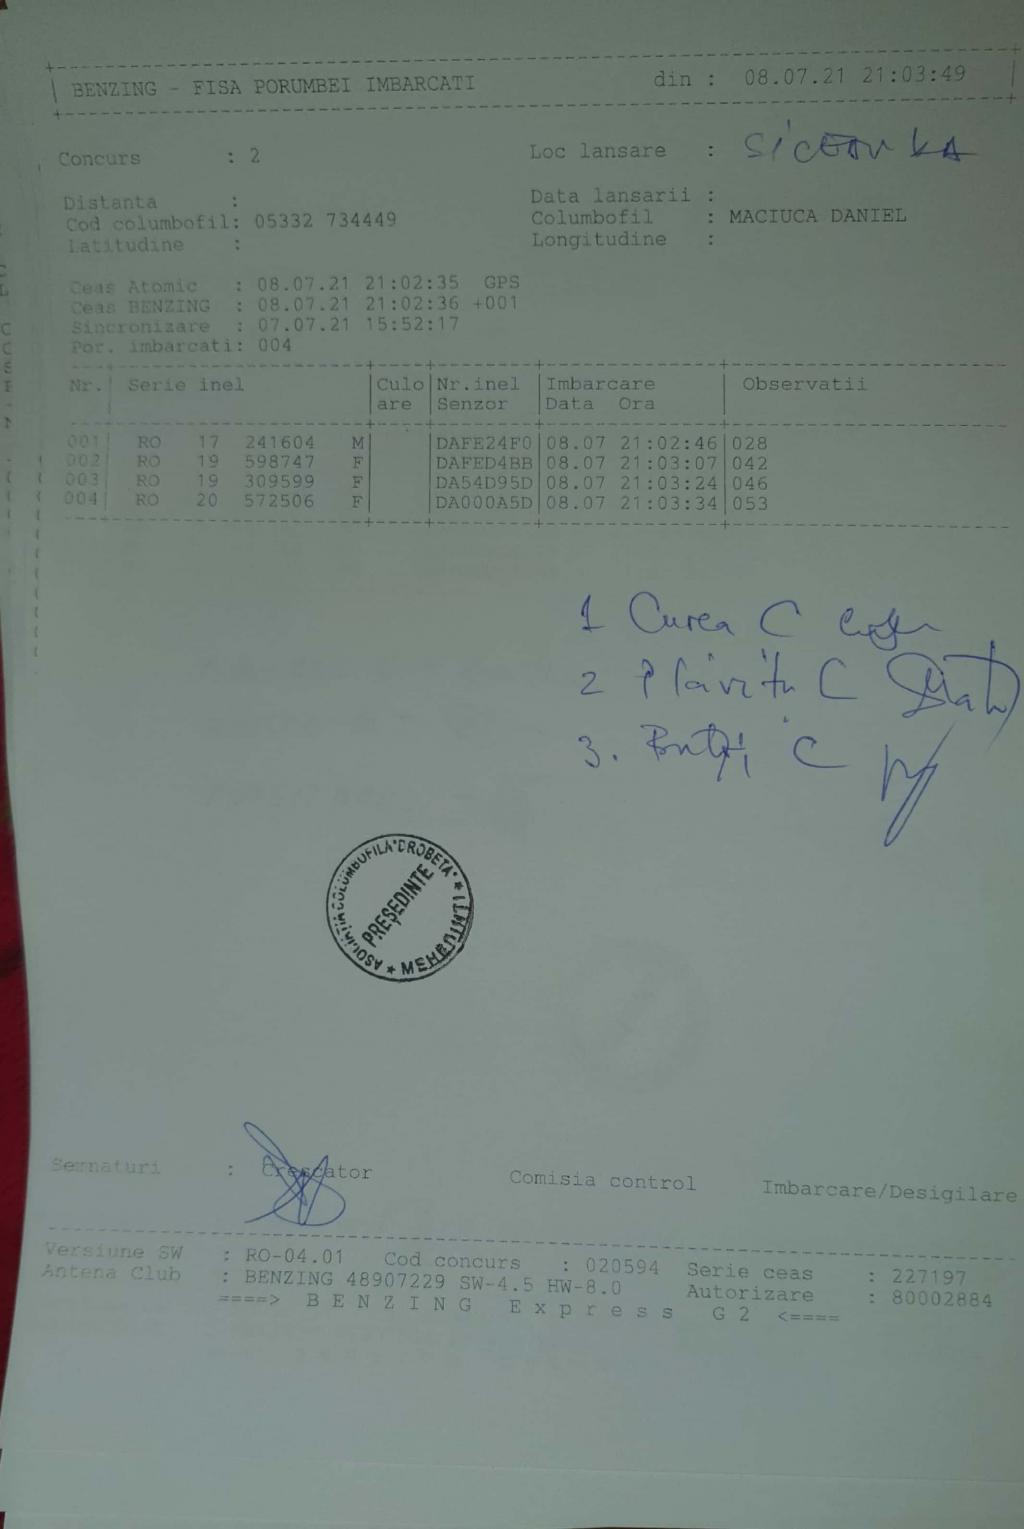 BENZING - FISA PORUMBEI IMBARCATI din : 08.07.21 21:03:49
Concurs : 2 Loc lansare :
Distanta : Data lansarii :
Cod columbofil: 05332 734449 Columbofil : MACIUCA DANIEL
Latitudine : Longitudine :
Ceas Atomic : 08.07.21 21:02:35 GPS
Ceas BENZING : 08.07.21 21:02:36 +001
Sincronizare : 07.07.21 15:52:17
Por. imbarcati: 004
Nr. Serie inel Culo Nr.inel Imbarcare Observatii
are Senzor Data Ora
001 RO 17 241604 M DAFE24F0 08.07 21:02:46 028
002 RO 19 598747 F DAFED4BB 08.07 21:03:07 042
003 RO 19 309599 F DA54D95D 08.07 21:03:24 046
004 RO 20 572506 F DA000A5D 08.07 21:03:34 053
1 Curea C
2 Plăvitu C
3. C
ASOCIAȚIA COLUMBOFILĂ "DROBETA" * MEHEDINȚI *
PREȘEDINTE
Semnaturi : Crescator Comisia control Imbarcare/Desigilare
Versiune SW : RO-04.01 Cod concurs : 020594 Serie ceas : 227197
Antena Club : BENZING 48907229 SW-4.5 HW-8.0 Autorizare : 80002884
====> B E N Z I N G E x p r e s s G 2 <====